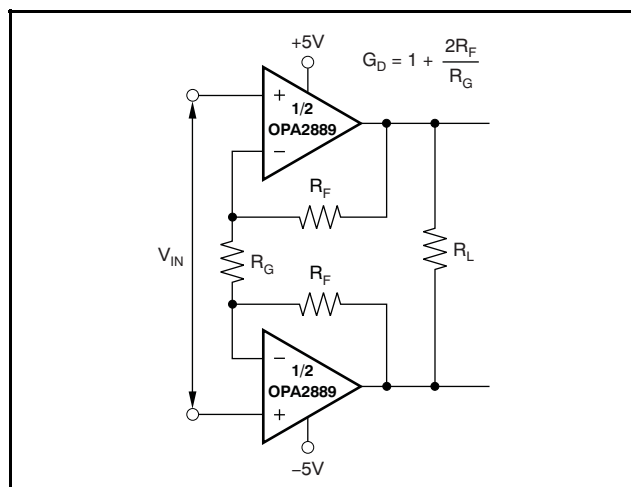 +5V
G_D = 1 + 2R_F / R_G
+
1/2
OPA2889
−
R_F
V_IN
R_G
R_L
R_F
−
1/2
OPA2889
+
−5V